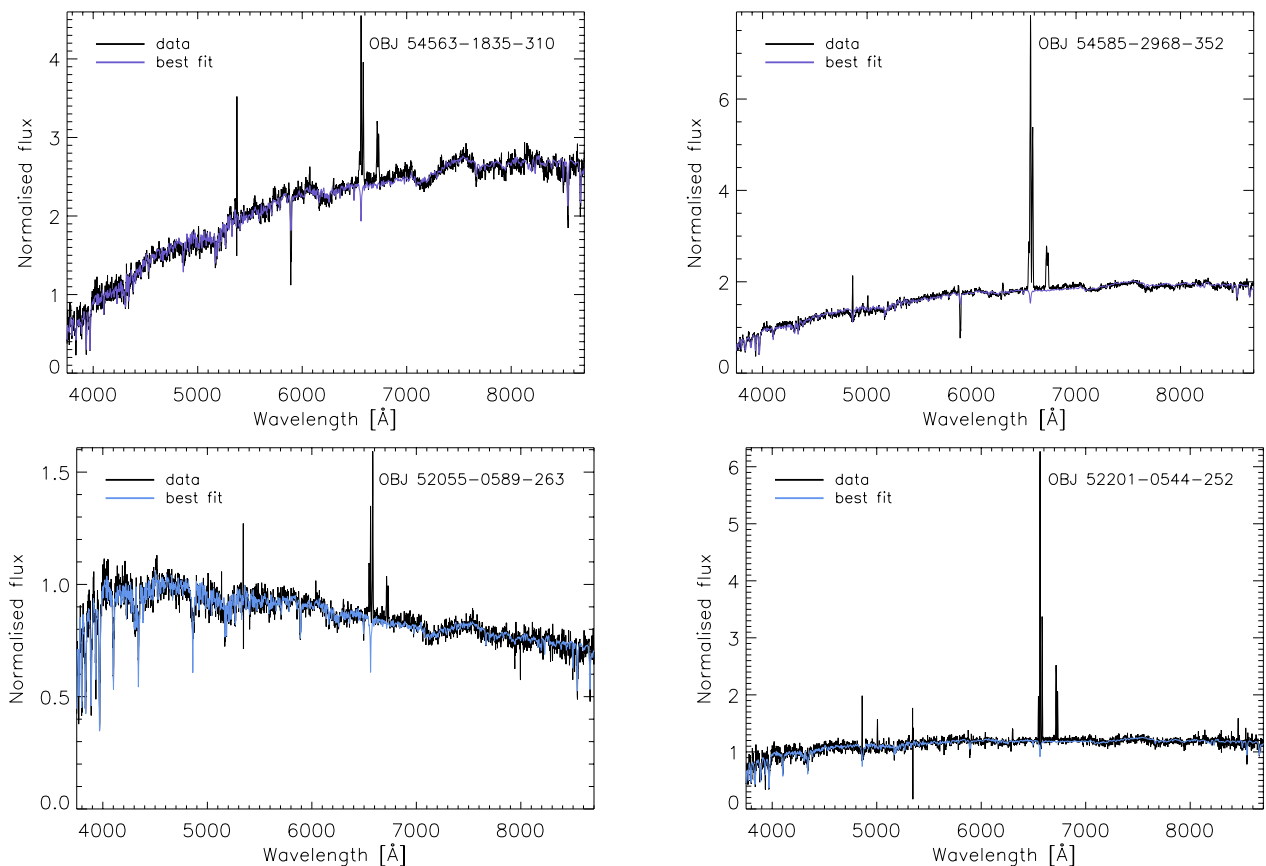 data
best fit
OBJ 54563-1835-310
Normalised flux
4
3
2
1
0
4000 5000 6000 7000 8000
Wavelength [Å]
data
best fit
OBJ 54585-2968-352
Normalised flux
6
4
2
0
4000 5000 6000 7000 8000
Wavelength [Å]
data
best fit
OBJ 52055-0589-263
Normalised flux
1.5
1.0
0.5
0.0
4000 5000 6000 7000 8000
Wavelength [Å]
data
best fit
OBJ 52201-0544-252
Normalised flux
6
5
4
3
2
1
0
4000 5000 6000 7000 8000
Wavelength [Å]